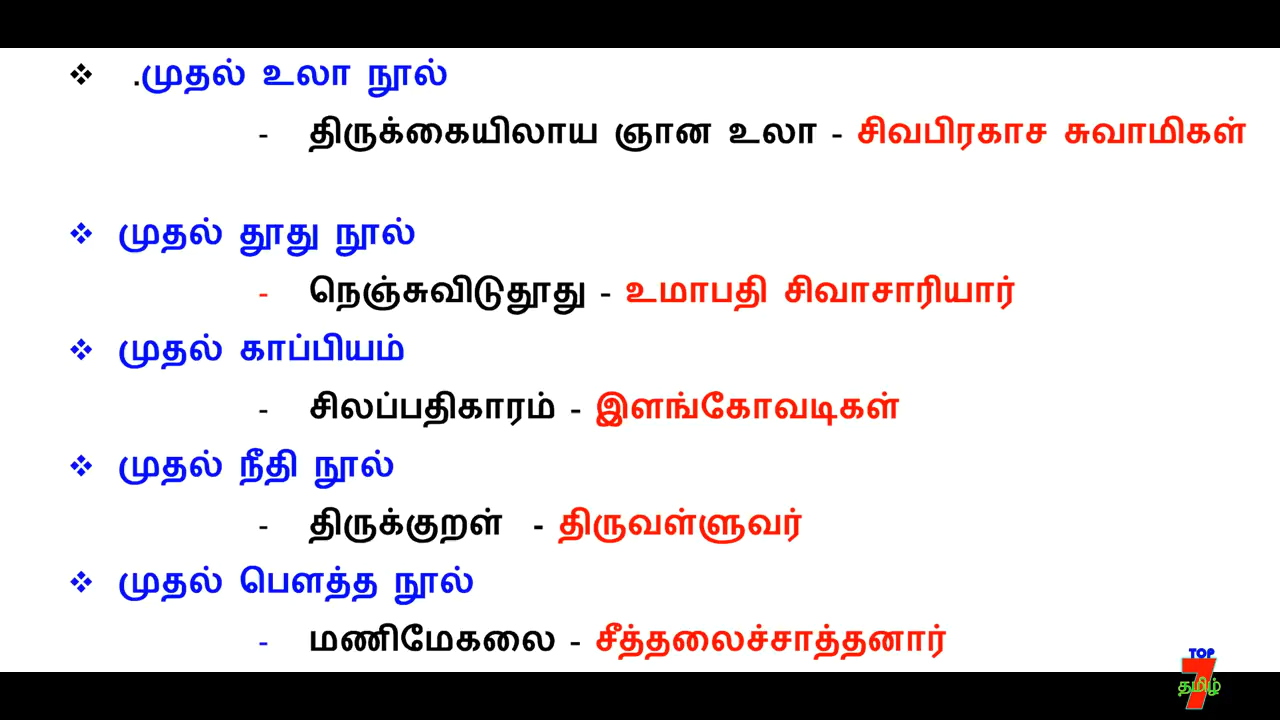 ❖ .முதல் உலா நூல்
- திருக்கையிலாய ஞான உலா - சிவபிரகாச சுவாமிகள்
❖ முதல் தூது நூல்
- நெஞ்சுவிடுதூது - உமாபதி சிவாசாரியார்
❖ முதல் காப்பியம்
- சிலப்பதிகாரம் - இளங்கோவடிகள்
❖ முதல் நீதி நூல்
- திருக்குறள் - திருவள்ளுவர்
❖ முதல் பௌத்த நூல்
- மணிமேகலை - சீத்தலைச்சாத்தனார்
TOP
7
தமிழ்